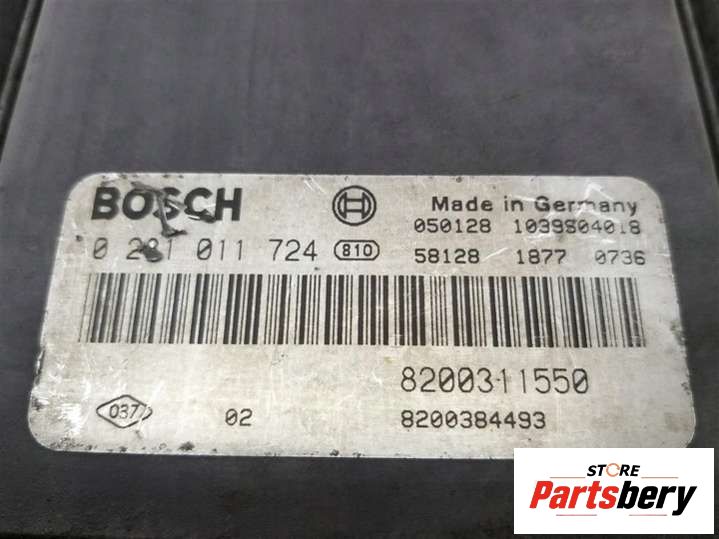 BOSCH Made in Germany
050128 1039S04018
0 281 011 724 810 58128 1877 0736
8200311550
037 02 8200384493
STORE
Partsbery